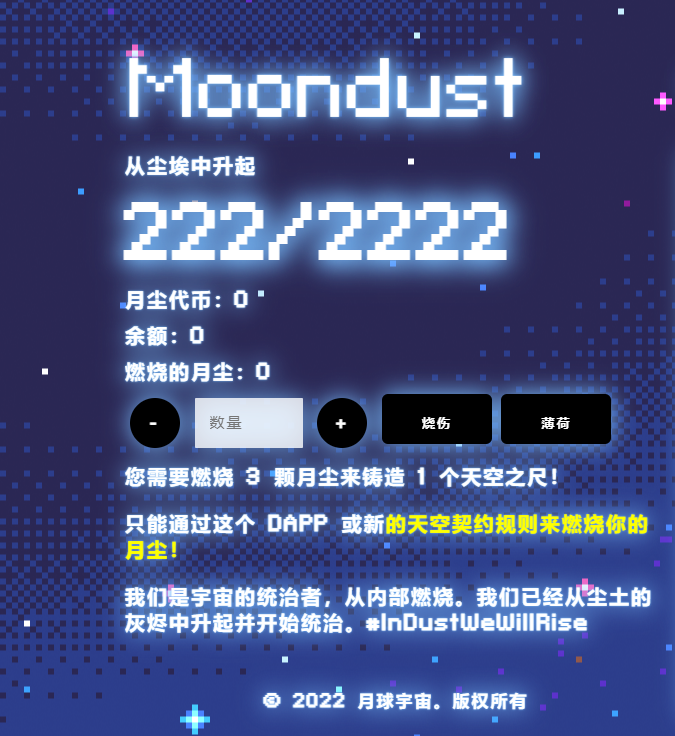 Moondust
从尘埃中升起
222/2222
月尘代币：0
余额：0
燃烧的月尘：0
- 数量 + 烧伤 薄荷
您需要燃烧 3 颗月尘来铸造 1 个天空之尺！
只能通过这个 DAPP 或新的天空契约规则来燃烧你的
月尘！
我们是宇宙的统治者，从内部燃烧。我们已经从尘土的
灰烬中升起并开始统治。#InDustWeWillRise
© 2022 月球宇宙。版权所有